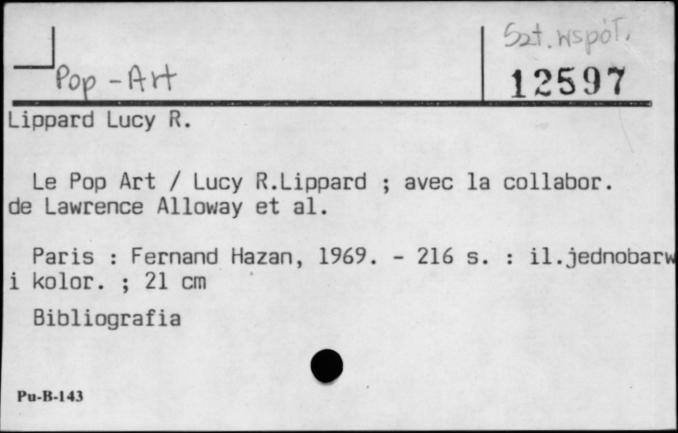 Szt. współ.
Pop - Art
12597
Lippard Lucy R.
Le Pop Art / Lucy R.Lippard ; avec la collabor.
de Lawrence Alloway et al.
Paris : Fernand Hazan, 1969. - 216 s. : il.jednobarw
i kolor. ; 21 cm
Bibliografia
Pu-B-143